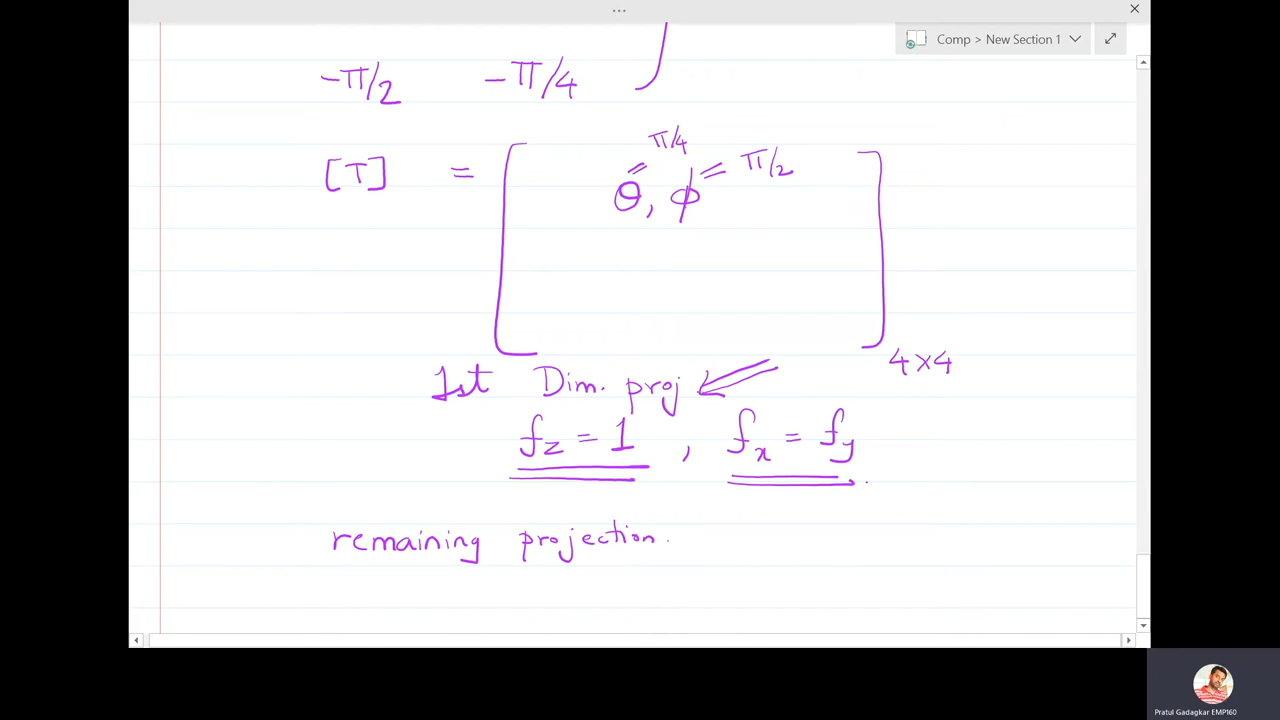 Comp > New Section 1
-π/2 -π/4
π/4
[T] = [ θ, ϕ = π/2 ]
4×4
1st Dim. proj
fz = 1 , fx = fy
remaining projection.
Pratul Gadagkar EMP160